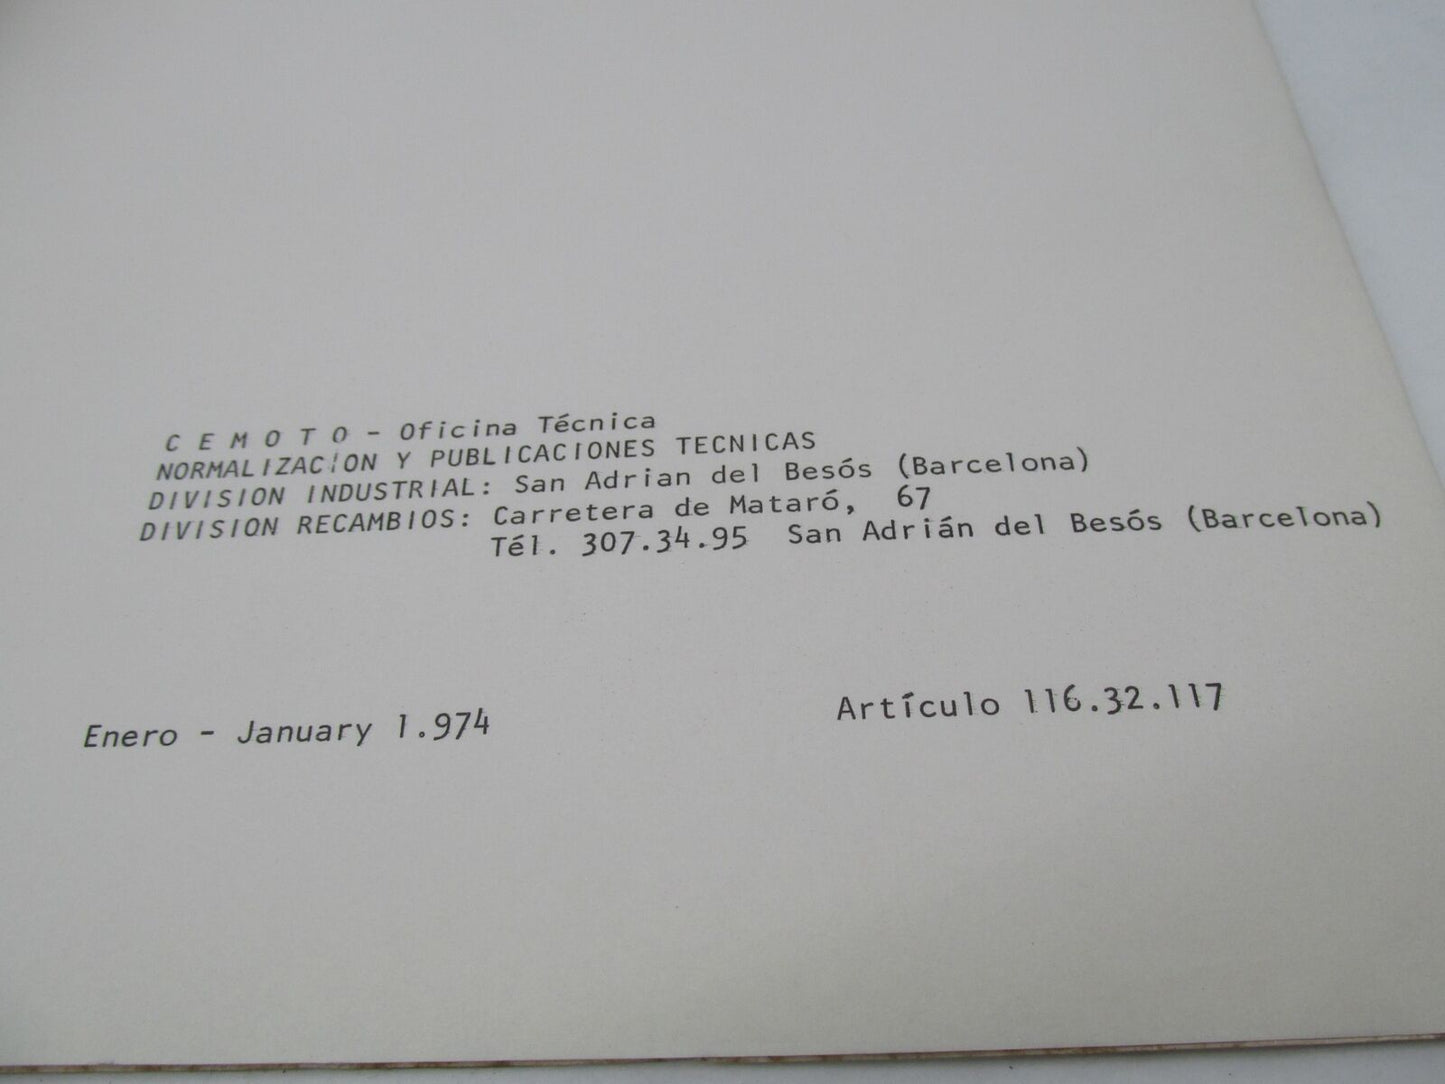 C E M O T O - Oficina Técnica
NORMALIZACION Y PUBLICACIONES TECNICAS
DIVISION INDUSTRIAL: San Adrian del Besós (Barcelona)
DIVISION RECAMBIOS: Carretera de Mataró, 67
Tél. 307.34.95 San Adrián del Besós (Barcelona)
Enero - January 1.974
Artículo 116.32.117